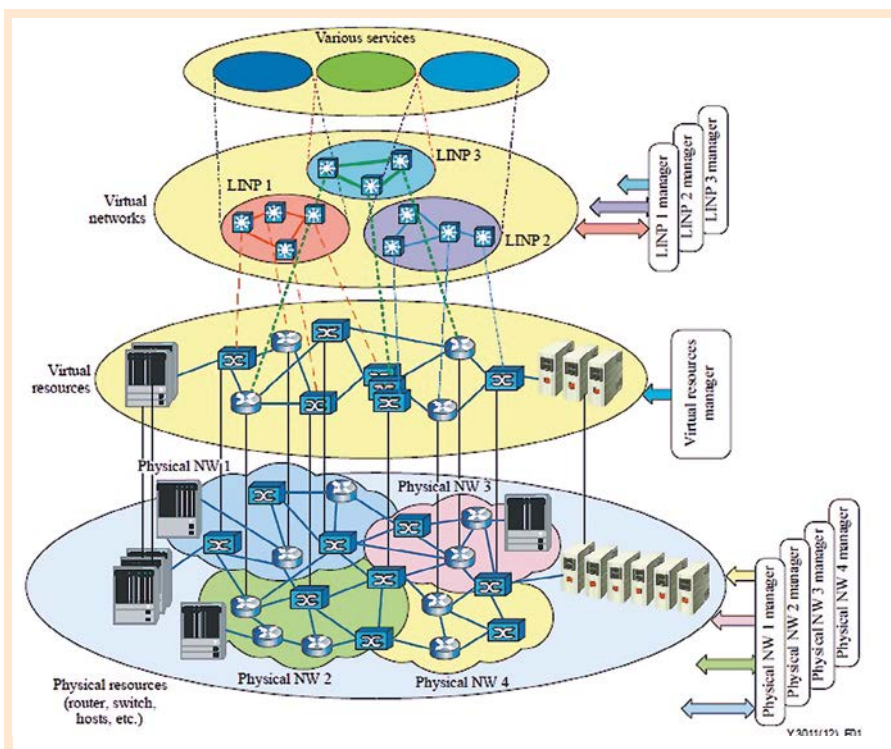 Various services
LINP 3
LINP 1
Virtual
networks
LINP 2
LINP 1 manager
LINP 2 manager
LINP 3 manager
Virtual
resources
Virtual resources
manager
Physical NW 1
Physical NW 3
Physical NW 2
Physical NW 4
Physical resources
(router, switch,
hosts, etc.)
Physical NW 1 manager
Physical NW 2 manager
Physical NW 3 manager
Physical NW 4 manager
Y.3011(12)_F01